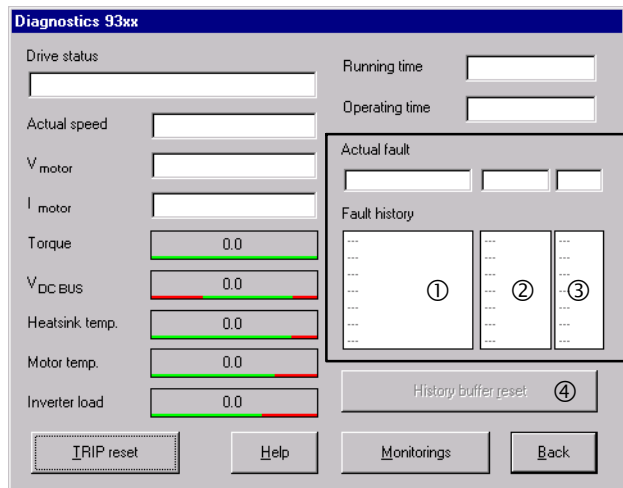 Diagnostics 93xx
Drive status
Actual speed
V motor
I motor
Torque 0.0
V DC BUS 0.0
Heatsink temp. 0.0
Motor temp. 0.0
Inverter load 0.0
Running time
Operating time
Actual fault
Fault history
--- --- ---
--- --- ---
--- --- ---
--- ① --- ② --- ③
--- --- ---
--- --- ---
--- --- ---
--- --- ---
History buffer reset ④
TRIP reset Help Monitorings Back